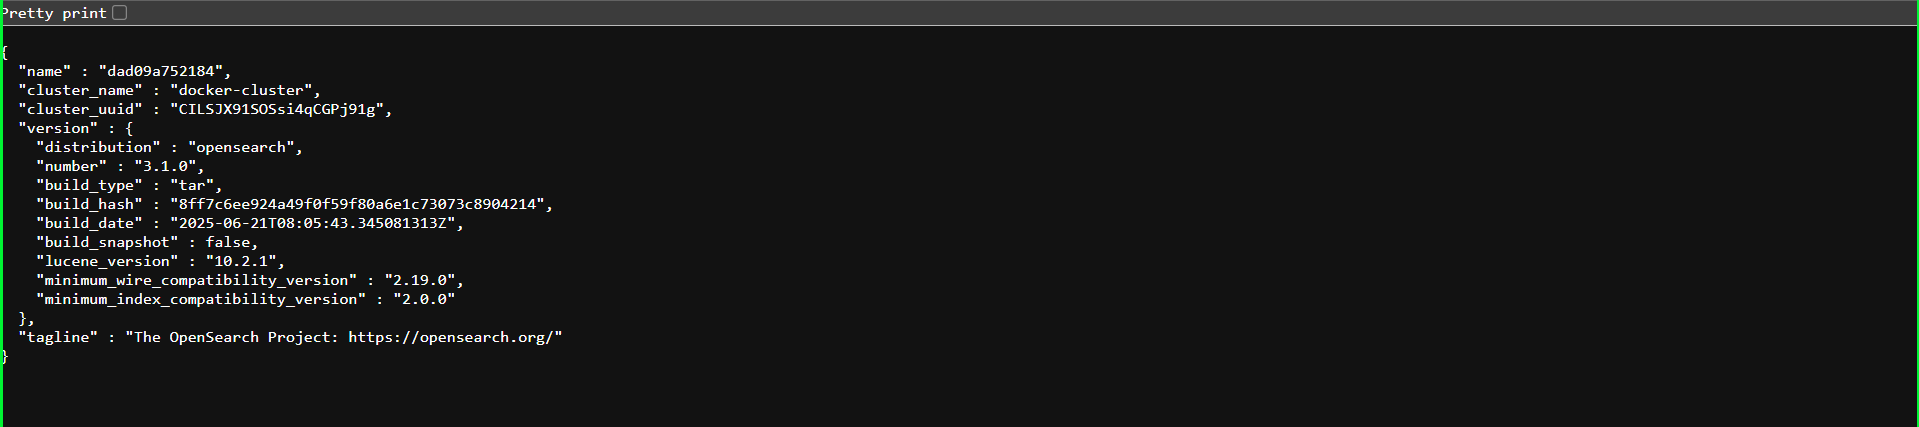 Pretty print
{
"name" : "dad09a752184",
"cluster_name" : "docker-cluster",
"cluster_uuid" : "CILSJX91SOSsi4qCGPj91g",
"version" : {
"distribution" : "opensearch",
"number" : "3.1.0",
"build_type" : "tar",
"build_hash" : "8ff7c6ee924a49f0f59f80a6e1c73073c8904214",
"build_date" : "2025-06-21T08:05:43.345081313Z",
"build_snapshot" : false,
"lucene_version" : "10.2.1",
"minimum_wire_compatibility_version" : "2.19.0",
"minimum_index_compatibility_version" : "2.0.0"
},
"tagline" : "The OpenSearch Project: https://opensearch.org/"
}